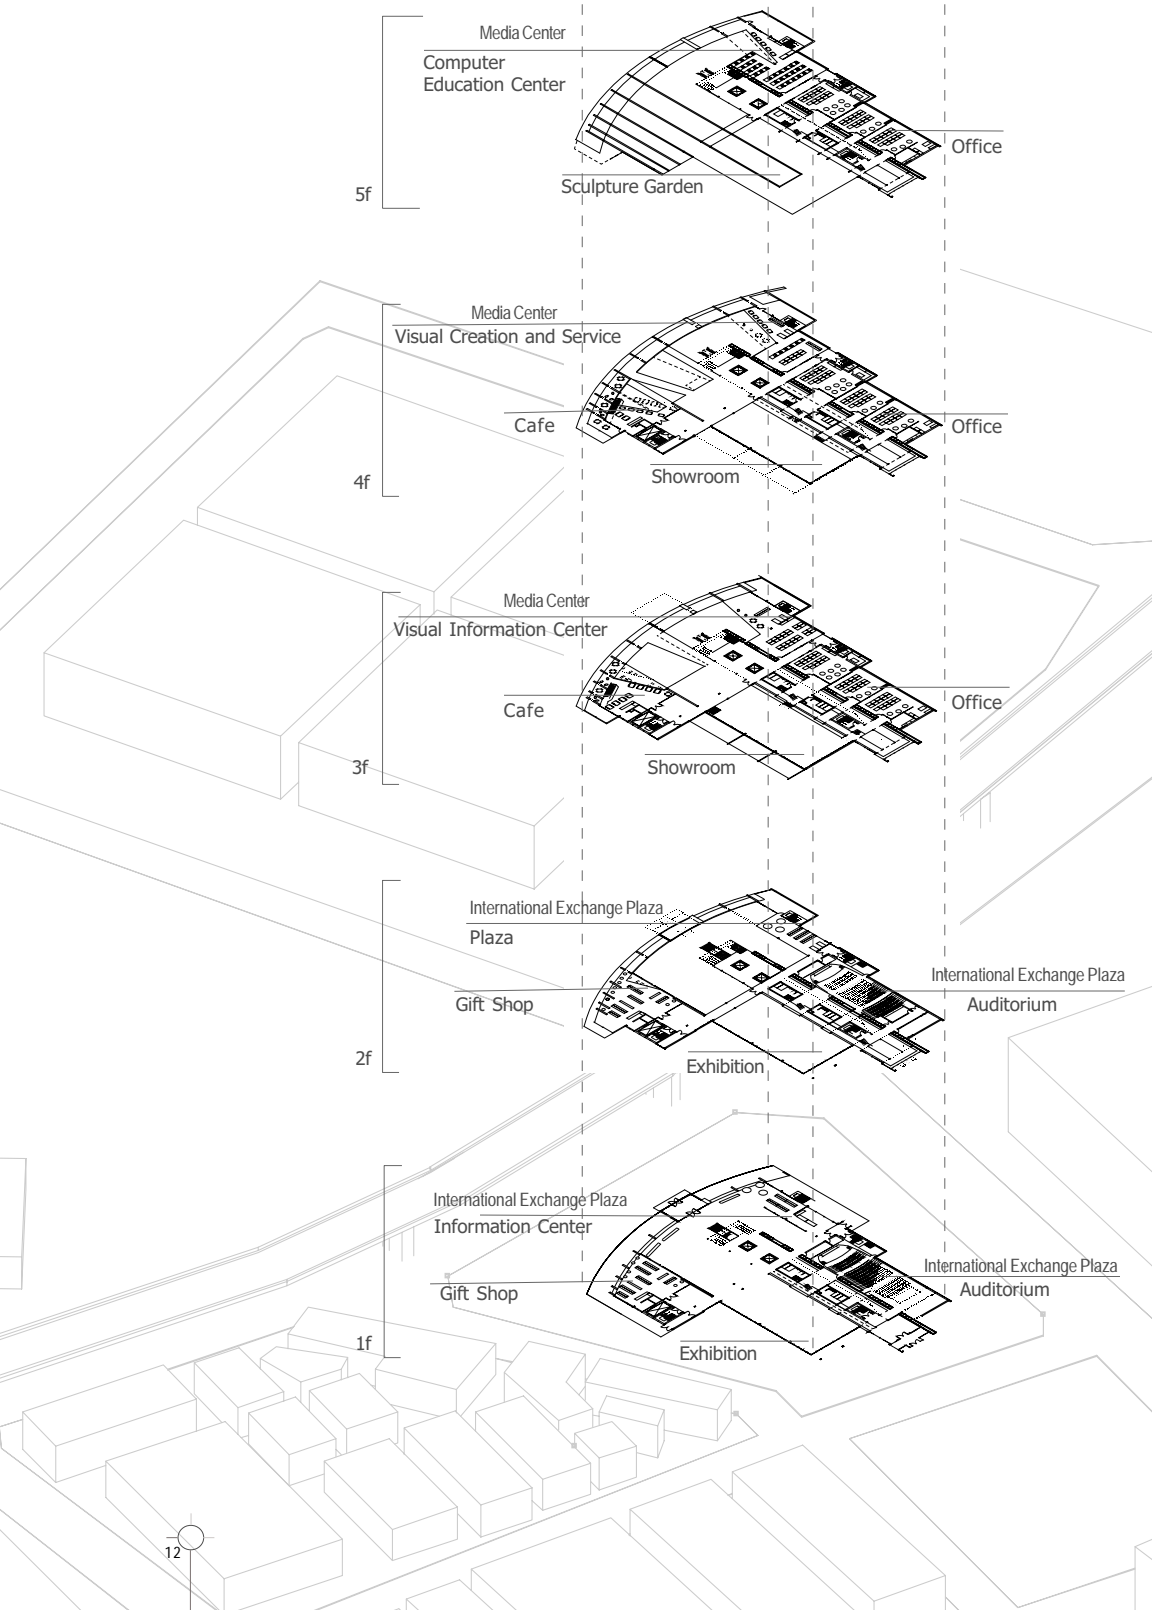 Media Center
Computer
Education Center
Office
Sculpture Garden
5f
Media Center
Visual Creation and Service
Cafe
Office
Showroom
4f
Media Center
Visual Information Center
Cafe
Office
Showroom
3f
International Exchange Plaza
Plaza
International Exchange Plaza
Gift Shop
Auditorium
Exhibition
2f
International Exchange Plaza
Information Center
International Exchange Plaza
Gift Shop
Auditorium
Exhibition
1f
12